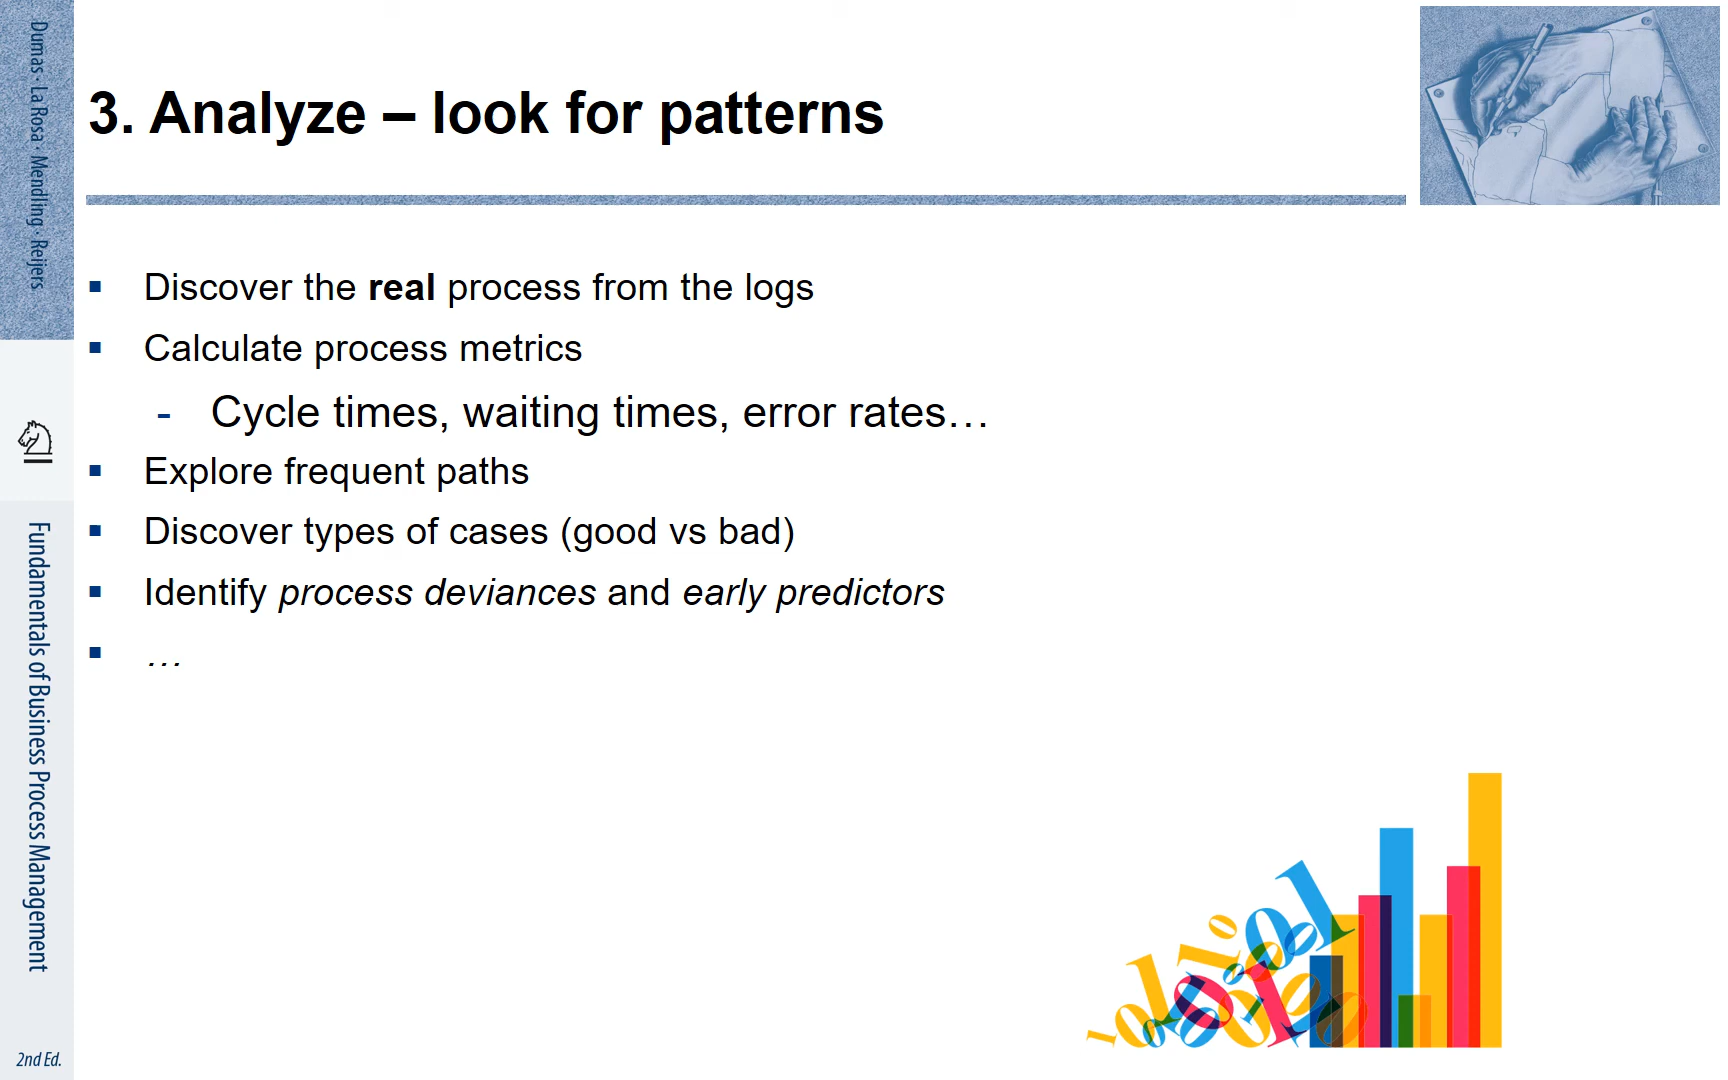 Dumas · La Rosa · Mendling · Reijers
Fundamentals of Business Process Management
2nd Ed.
3. Analyze – look for patterns
▪ Discover the real process from the logs
▪ Calculate process metrics
- Cycle times, waiting times, error rates…
▪ Explore frequent paths
▪ Discover types of cases (good vs bad)
▪ Identify process deviances and early predictors
▪ …